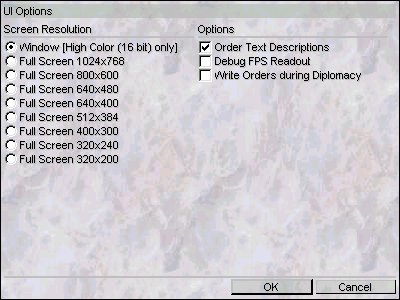 UI Options
Screen Resolution
Window [High Color (16 bit) only]
Full Screen 1024x768
Full Screen 800x600
Full Screen 640x480
Full Screen 640x400
Full Screen 512x384
Full Screen 400x300
Full Screen 320x240
Full Screen 320x200
Options
Order Text Descriptions
Debug FPS Readout
Write Orders during Diplomacy
OK
Cancel